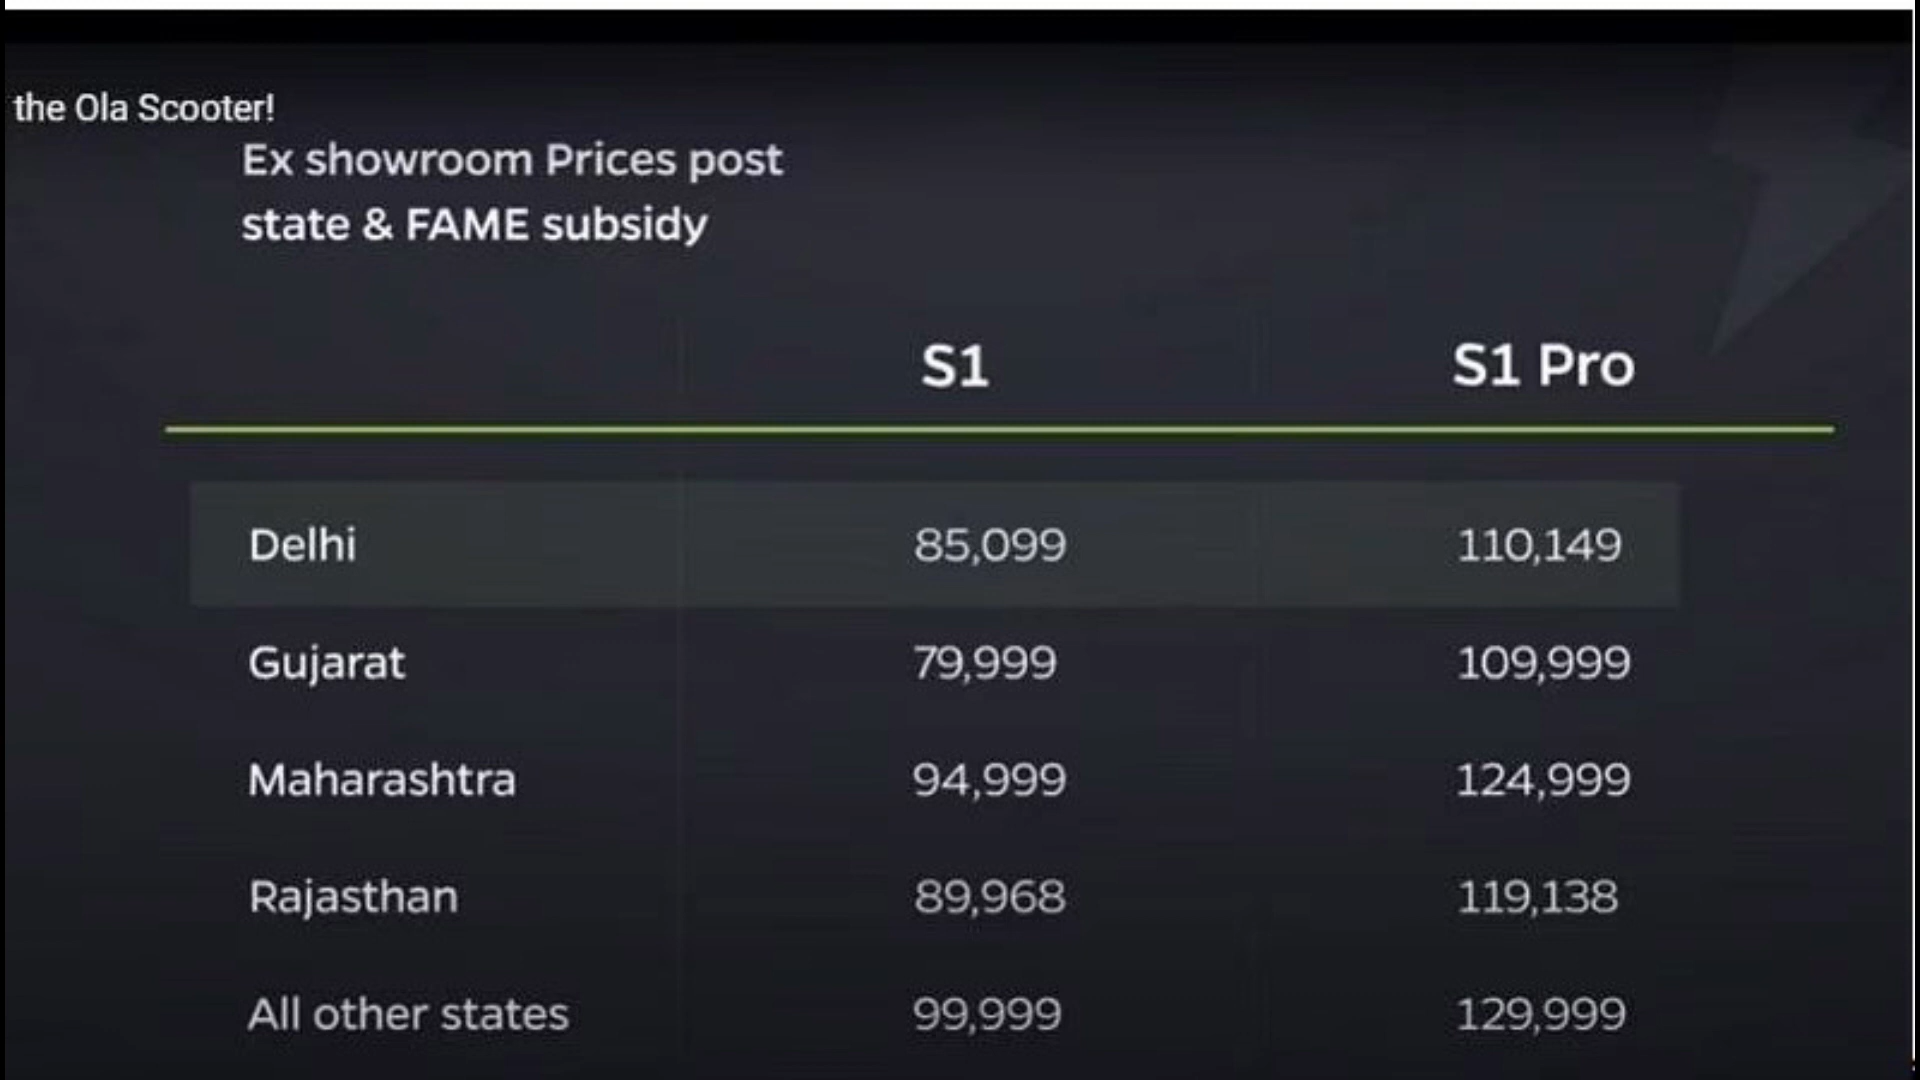 the Ola Scooter!
Ex showroom Prices post
state & FAME subsidy
S1 S1 Pro
Delhi 85,099 110,149
Gujarat 79,999 109,999
Maharashtra 94,999 124,999
Rajasthan 89,968 119,138
All other states 99,999 129,999